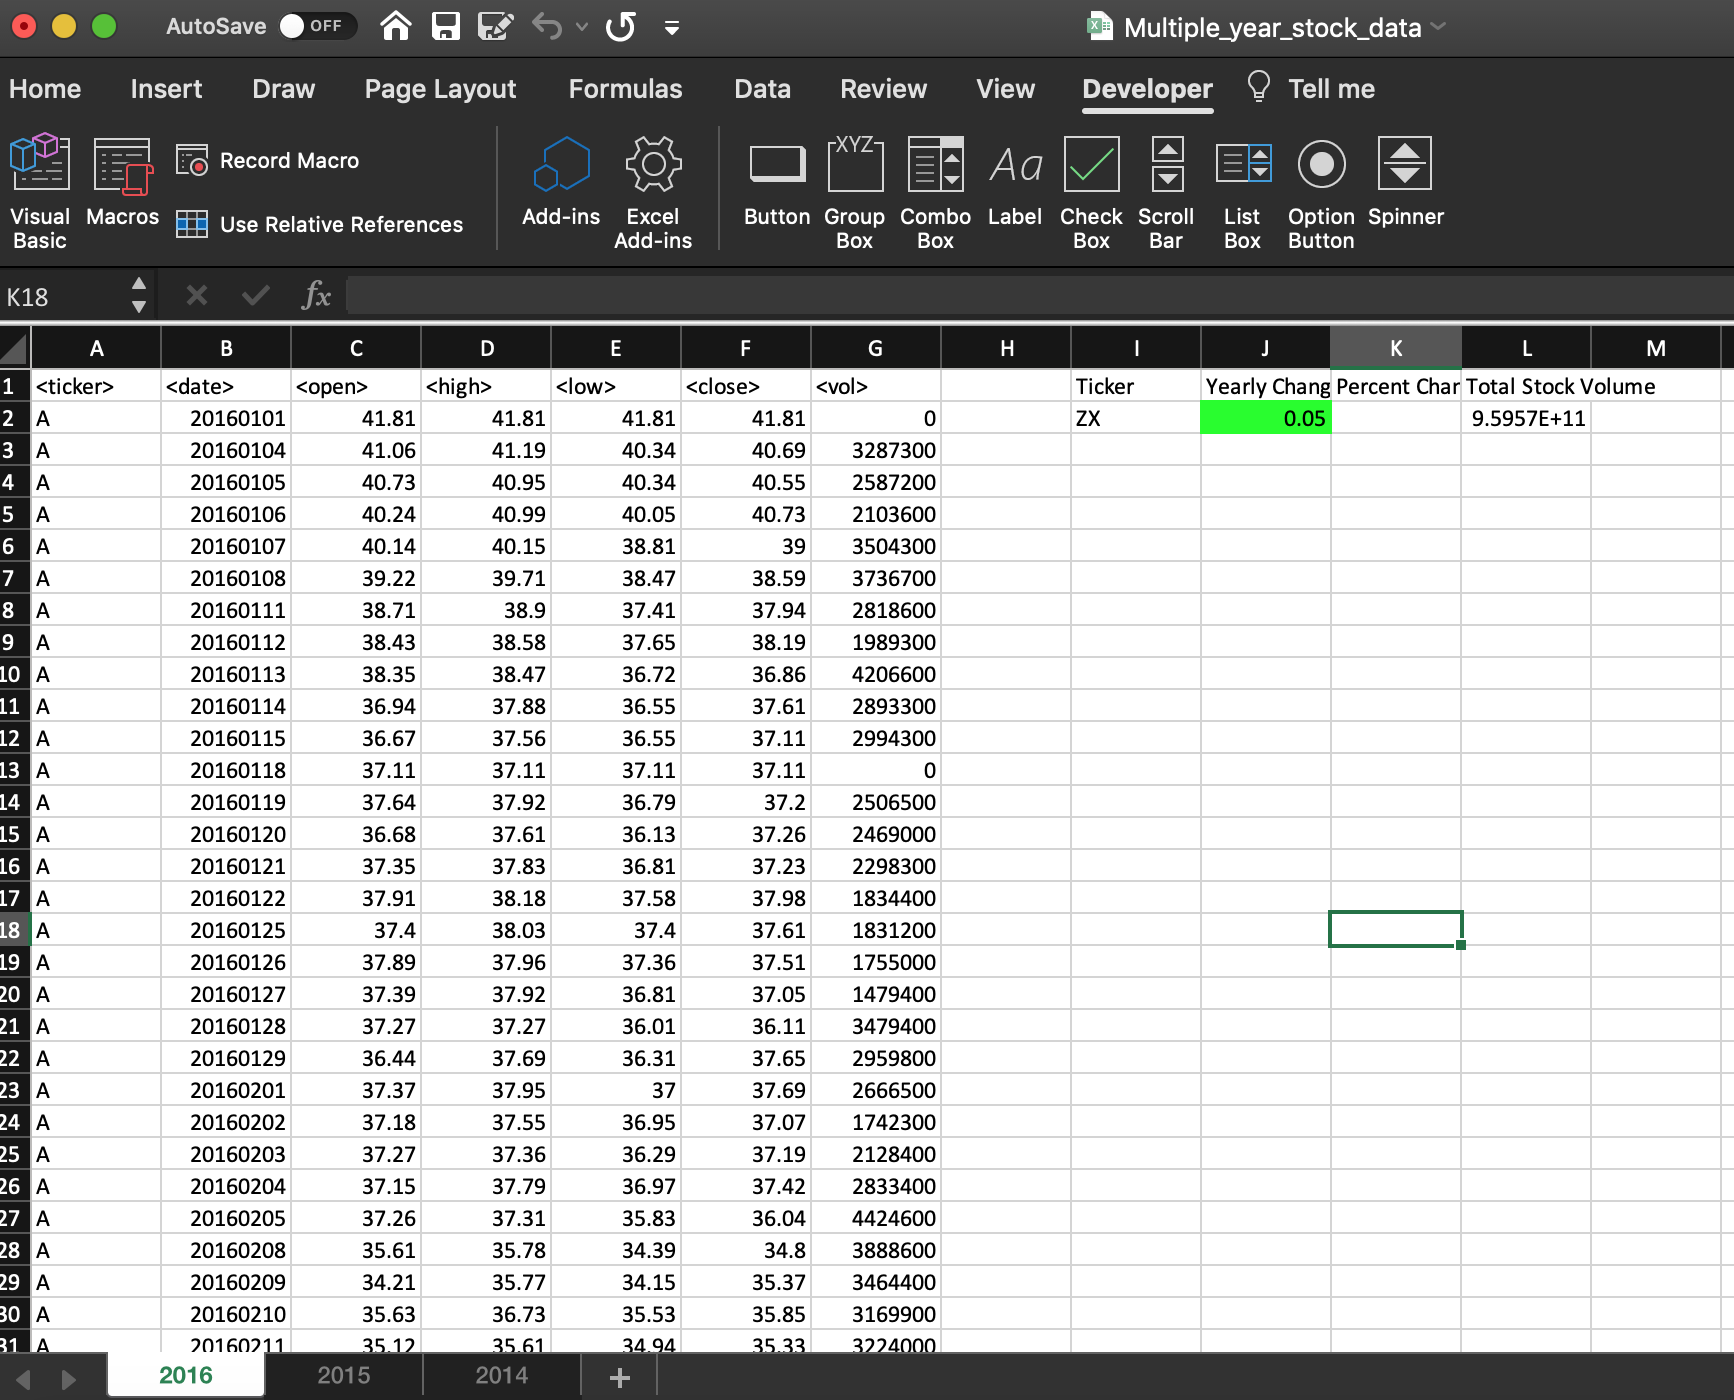 AutoSave OFF Multiple_year_stock_data
Home Insert Draw Page Layout Formulas Data Review View Developer Tell me
Visual Basic Macros Record Macro Use Relative References Add-ins Excel Add-ins Button XYZ Group Box Combo Box Aa Label Check Box Scroll Bar List Box Option Button Spinner
K18 fx
A B C D E F G H I J K L M
1 <ticker> <date> <open> <high> <low> <close> <vol> Ticker Yearly Chang Percent Char Total Stock Volume
2 A 20160101 41.81 41.81 41.81 41.81 0 ZX 0.05 9.5957E+11
3 A 20160104 41.06 41.19 40.34 40.69 3287300
4 A 20160105 40.73 40.95 40.34 40.55 2587200
5 A 20160106 40.24 40.99 40.05 40.73 2103600
6 A 20160107 40.14 40.15 38.81 39 3504300
7 A 20160108 39.22 39.71 38.47 38.59 3736700
8 A 20160111 38.71 38.9 37.41 37.94 2818600
9 A 20160112 38.43 38.58 37.65 38.19 1989300
10 A 20160113 38.35 38.47 36.72 36.86 4206600
11 A 20160114 36.94 37.88 36.55 37.61 2893300
12 A 20160115 36.67 37.56 36.55 37.11 2994300
13 A 20160118 37.11 37.11 37.11 37.11 0
14 A 20160119 37.64 37.92 36.79 37.2 2506500
15 A 20160120 36.68 37.61 36.13 37.26 2469000
16 A 20160121 37.35 37.83 36.81 37.23 2298300
17 A 20160122 37.91 38.18 37.58 37.98 1834400
18 A 20160125 37.4 38.03 37.4 37.61 1831200
19 A 20160126 37.89 37.96 37.36 37.51 1755000
20 A 20160127 37.39 37.92 36.81 37.05 1479400
21 A 20160128 37.27 37.27 36.01 36.11 3479400
22 A 20160129 36.44 37.69 36.31 37.65 2959800
23 A 20160201 37.37 37.95 37 37.69 2666500
24 A 20160202 37.18 37.55 36.95 37.07 1742300
25 A 20160203 37.27 37.36 36.29 37.19 2128400
26 A 20160204 37.15 37.79 36.97 37.42 2833400
27 A 20160205 37.26 37.31 35.83 36.04 4424600
28 A 20160208 35.61 35.78 34.39 34.8 3888600
29 A 20160209 34.21 35.77 34.15 35.37 3464400
30 A 20160210 35.63 36.73 35.53 35.85 3169900
31 A 20160211 35.12 35.61 34.94 35.33 3224000
2016 2015 2014 +